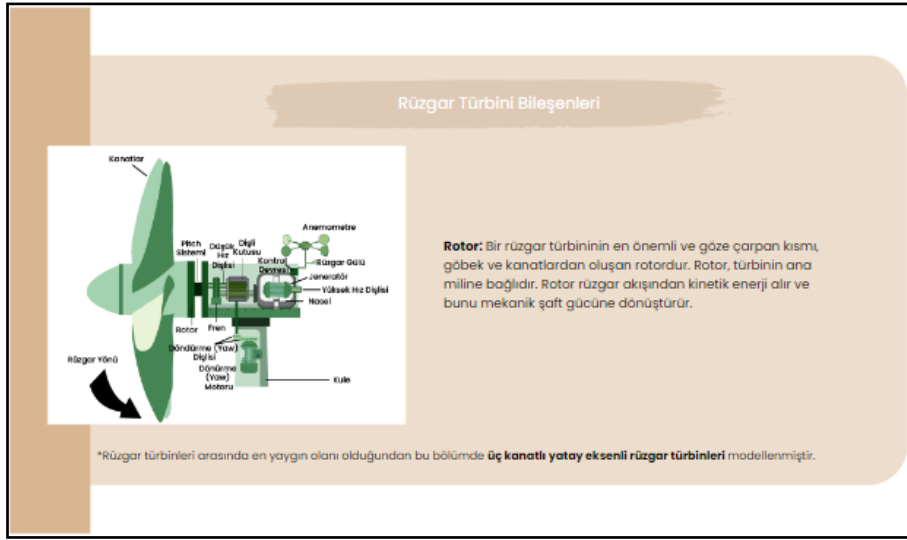 Rüzgar Türbini Bileşenleri
Kanatlar
Anemometre
Pitch
Sistemi
Düşük
Hız
Dişlisi
Dişli
Kutusu
Kontrol
Devresi
Rüzgar Gülü
Jeneratör
Yüksek Hız Dişlisi
Nasel
Rotor
Fren
Döndürme (Yaw)
Dişlisi
Dönürme
(Yaw)
Motoru
Kule
Rüzgar Yönü
Rotor: Bir rüzgar türbininin en önemli ve göze çarpan kısmı,
göbek ve kanatlardan oluşan rotordur. Rotor, türbinin ana
miline bağlıdır. Rotor rüzgar akışından kinetik enerji alır ve
bunu mekanik şaft gücüne dönüştürür.
*Rüzgar türbinleri arasında en yaygın olanı olduğundan bu bölümde üç kanatlı yatay eksenli rüzgar türbinleri modellenmiştir.